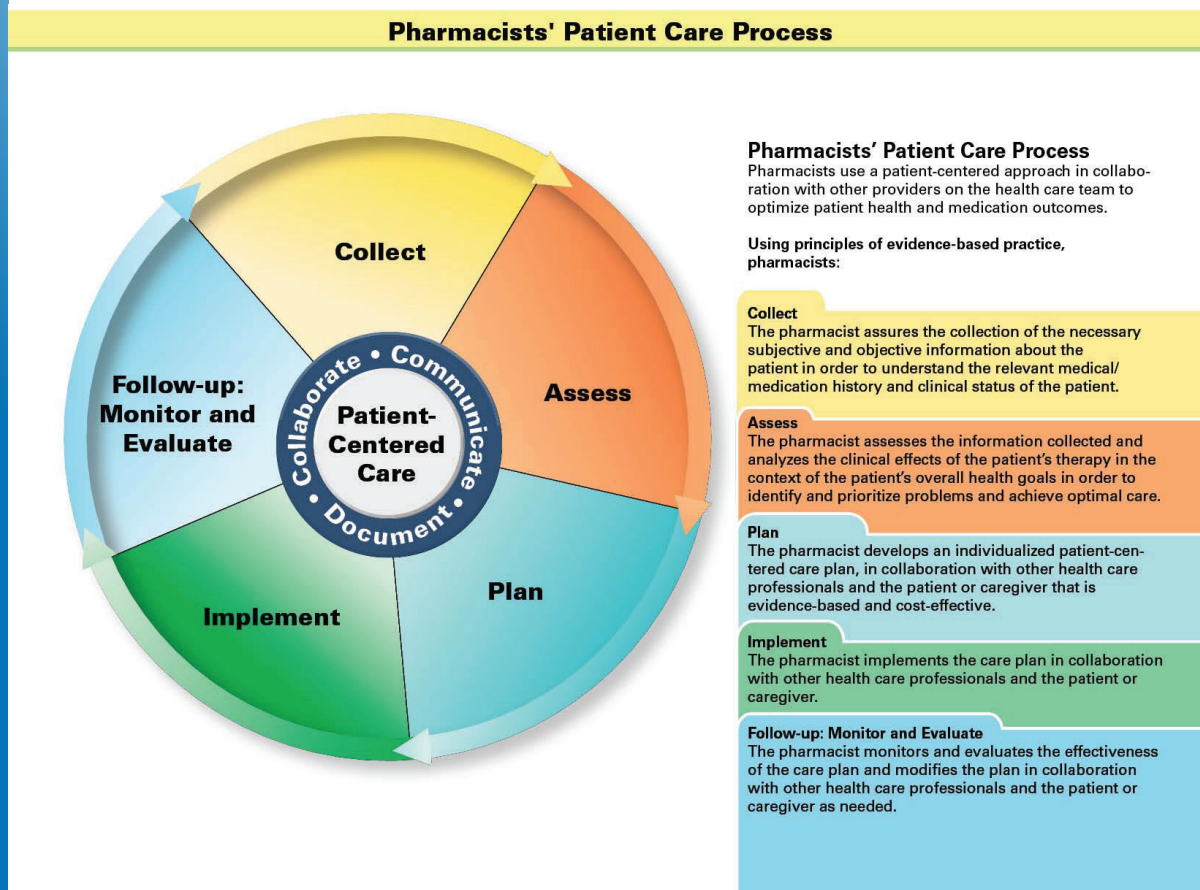 Pharmacists' Patient Care Process
Collect
Assess
Plan
Implement
Follow-up:
Monitor and
Evaluate
Collaborate • Communicate • Document •
Patient-
Centered
Care
Pharmacists’ Patient Care Process
Pharmacists use a patient-centered approach in collabo-
ration with other providers on the health care team to
optimize patient health and medication outcomes.
Using principles of evidence-based practice,
pharmacists:
Collect
The pharmacist assures the collection of the necessary
subjective and objective information about the
patient in order to understand the relevant medical/
medication history and clinical status of the patient.
Assess
The pharmacist assesses the information collected and
analyzes the clinical effects of the patient’s therapy in the
context of the patient’s overall health goals in order to
identify and prioritize problems and achieve optimal care.
Plan
The pharmacist develops an individualized patient-cen-
tered care plan, in collaboration with other health care
professionals and the patient or caregiver that is
evidence-based and cost-effective.
Implement
The pharmacist implements the care plan in collaboration
with other health care professionals and the patient or
caregiver.
Follow-up: Monitor and Evaluate
The pharmacist monitors and evaluates the effectiveness
of the care plan and modifies the plan in collaboration
with other health care professionals and the patient or
caregiver as needed.